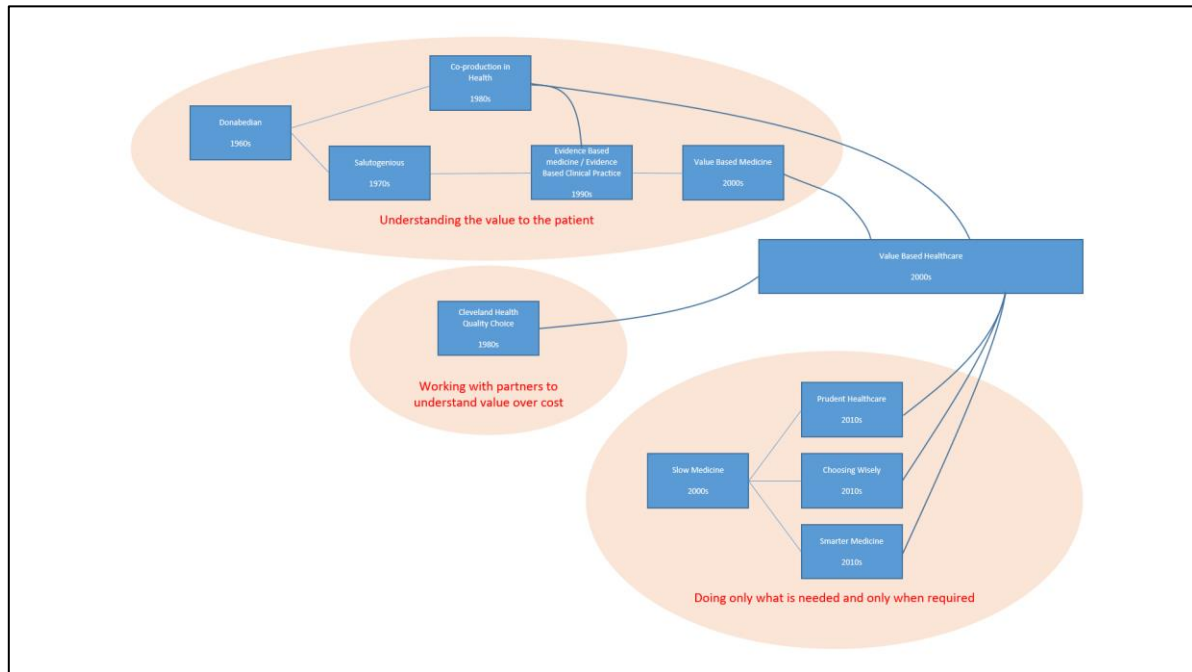 Co-production in
Health
1980s
Donabedian
1960s
Salutogenious
1970s
Evidence Based
medicine / Evidence
Based Clinical Practice
1990s
Value Based Medicine
2000s
Understanding the value to the patient
Value Based Healthcare
2000s
Cleveland Health
Quality Choice
1980s
Working with partners to
understand value over cost
Prudent Healthcare
2010s
Slow Medicine
2000s
Choosing Wisely
2010s
Smarter Medicine
2010s
Doing only what is needed and only when required